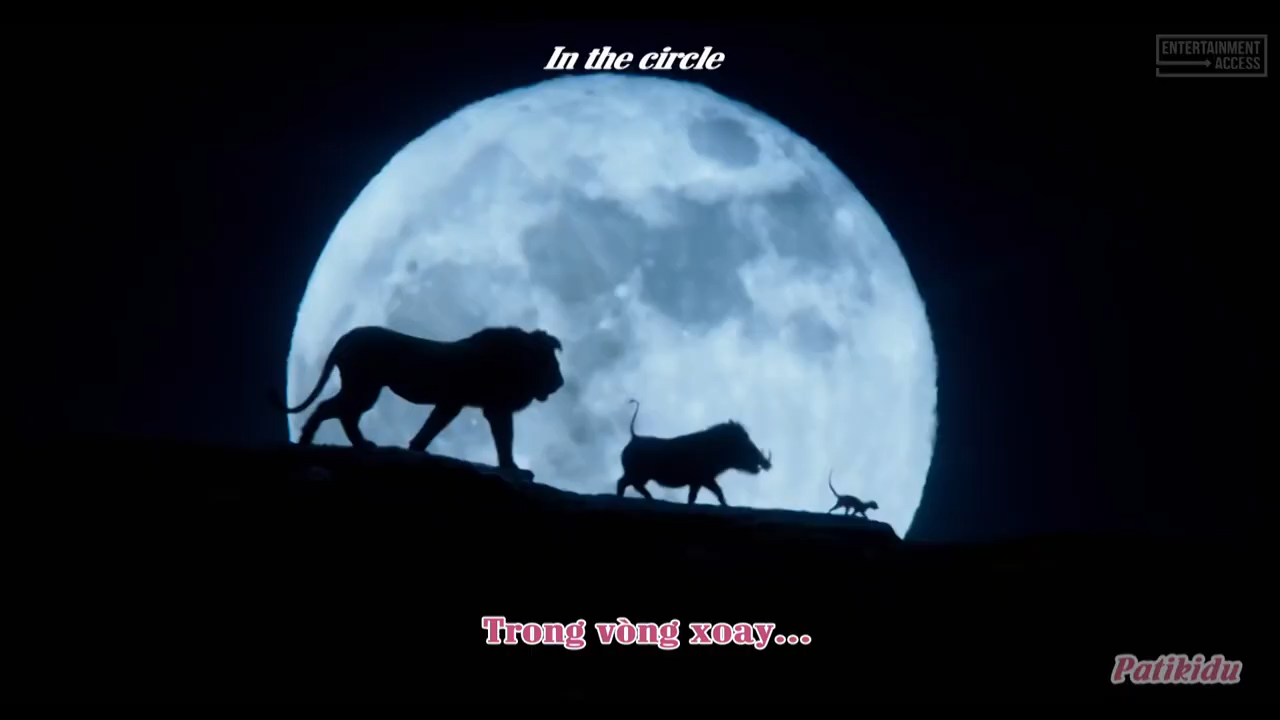 In the circle
ENTERTAINMENT
ACCESS
Trong vòng xoay...
Patikidu